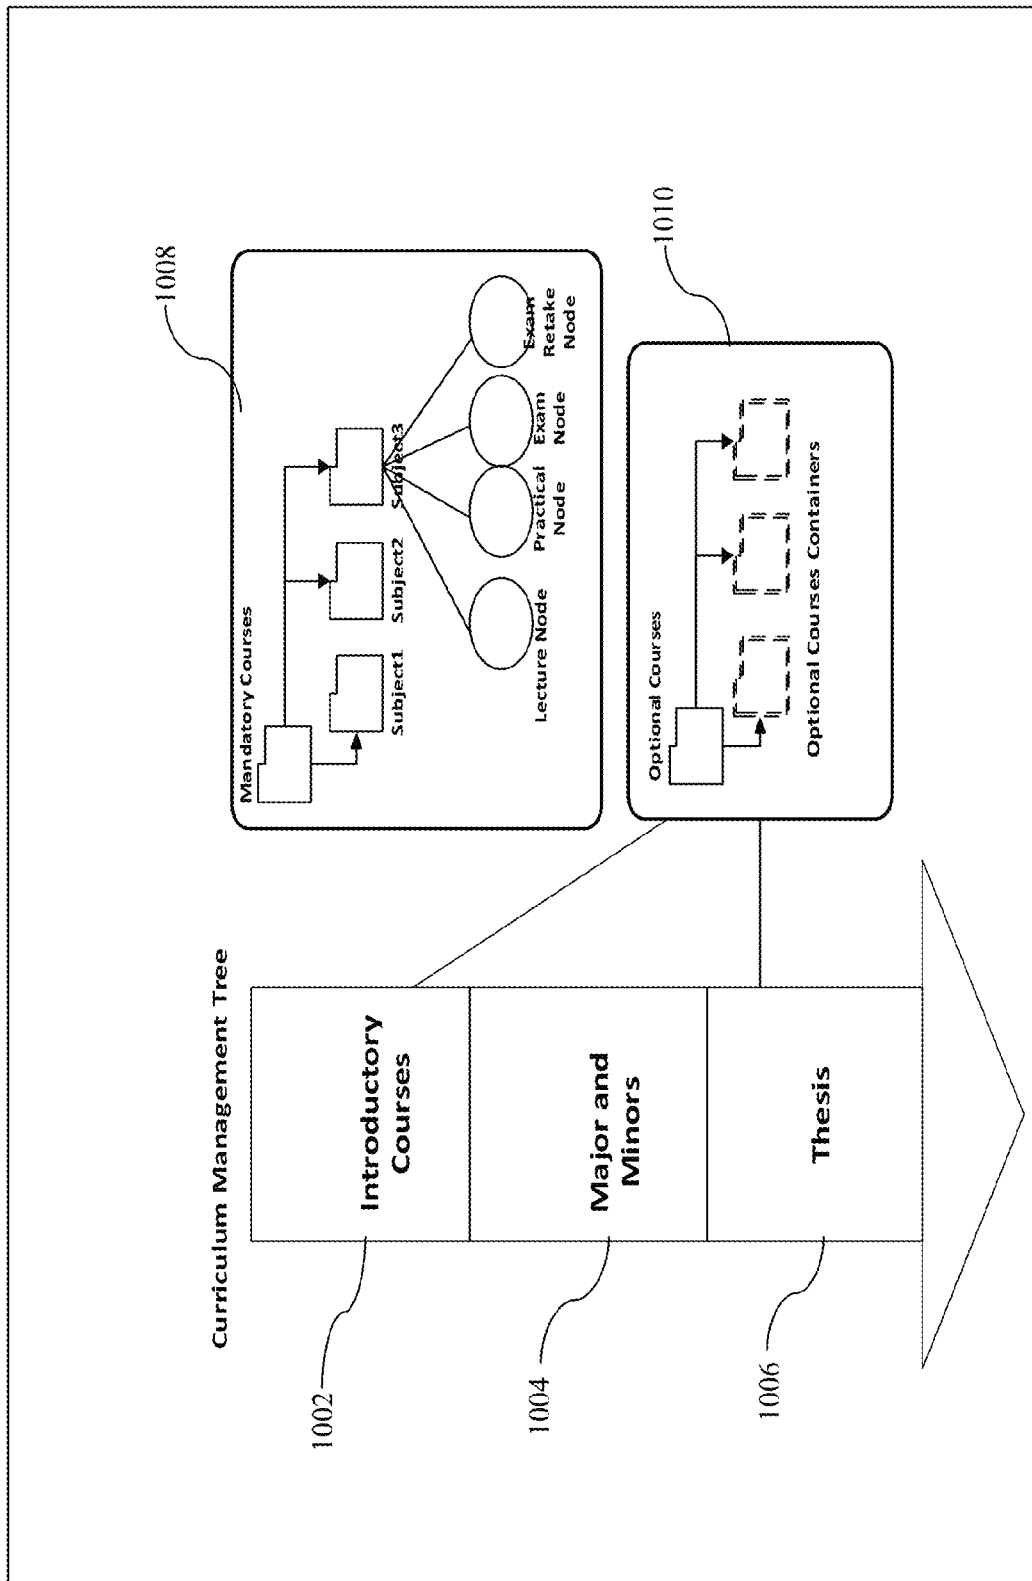 Curriculum Management Tree
1002
Introductory
Courses
1004
Major and
Minors
1006
Thesis
1008
Mandatory Courses
Subject1
Subject2
Subject3
Lecture Node
Practical
Node
Exam
Node
Exam
Retake
Node
1010
Optional Courses
Optional Courses Containers